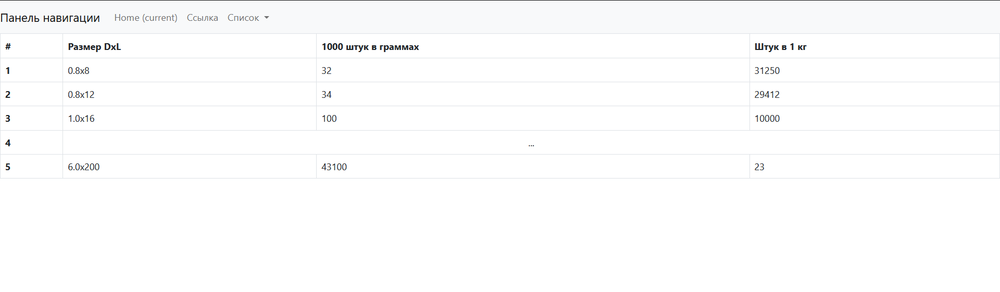 Панель навигации Home (current) Ссылка Список
# Размер DxL 1000 штук в граммах Штук в 1 кг
1 0.8x8 32 31250
2 0.8x12 34 29412
3 1.0x16 100 10000
4 ...
5 6.0x200 43100 23